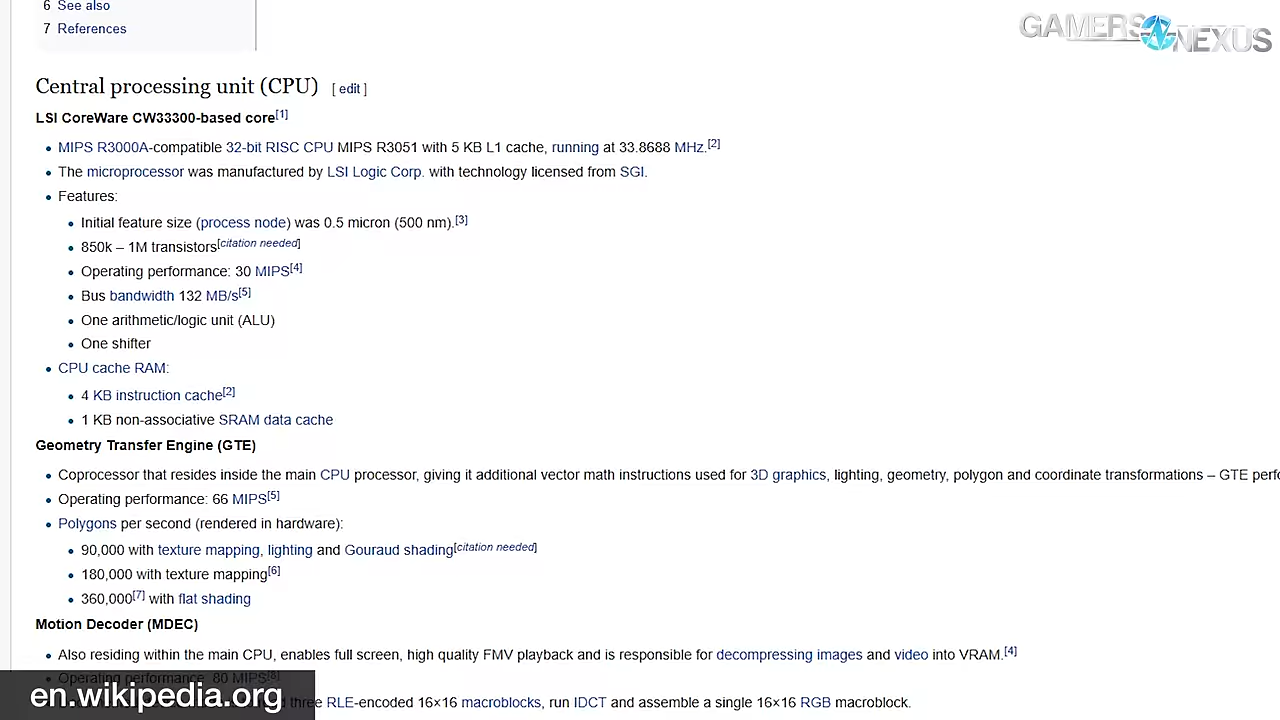 6 See also
GAMERS NEXUS
7 References
Central processing unit (CPU) [ edit ]
LSI CoreWare CW33300-based core[1]
MIPS R3000A-compatible 32-bit RISC CPU MIPS R3051 with 5 KB L1 cache, running at 33.8688 MHz.[2]
The microprocessor was manufactured by LSI Logic Corp. with technology licensed from SGI.
Features:
Initial feature size (process node) was 0.5 micron (500 nm).[3]
850k – 1M transistors[citation needed]
Operating performance: 30 MIPS[4]
Bus bandwidth 132 MB/s[5]
One arithmetic/logic unit (ALU)
One shifter
CPU cache RAM:
4 KB instruction cache[2]
1 KB non-associative SRAM data cache
Geometry Transfer Engine (GTE)
Coprocessor that resides inside the main CPU processor, giving it additional vector math instructions used for 3D graphics, lighting, geometry, polygon and coordinate transformations – GTE perfo
Operating performance: 66 MIPS[5]
Polygons per second (rendered in hardware):
90,000 with texture mapping, lighting and Gouraud shading[citation needed]
180,000 with texture mapping[6]
360,000[7] with flat shading
Motion Decoder (MDEC)
Also residing within the main CPU, enables full screen, high quality FMV playback and is responsible for decompressing images and video into VRAM.[4]
Operating performance: 80 MIPS[8]
en.wikipedia.org
three RLE-encoded 16×16 macroblocks, run IDCT and assemble a single 16×16 RGB macroblock.